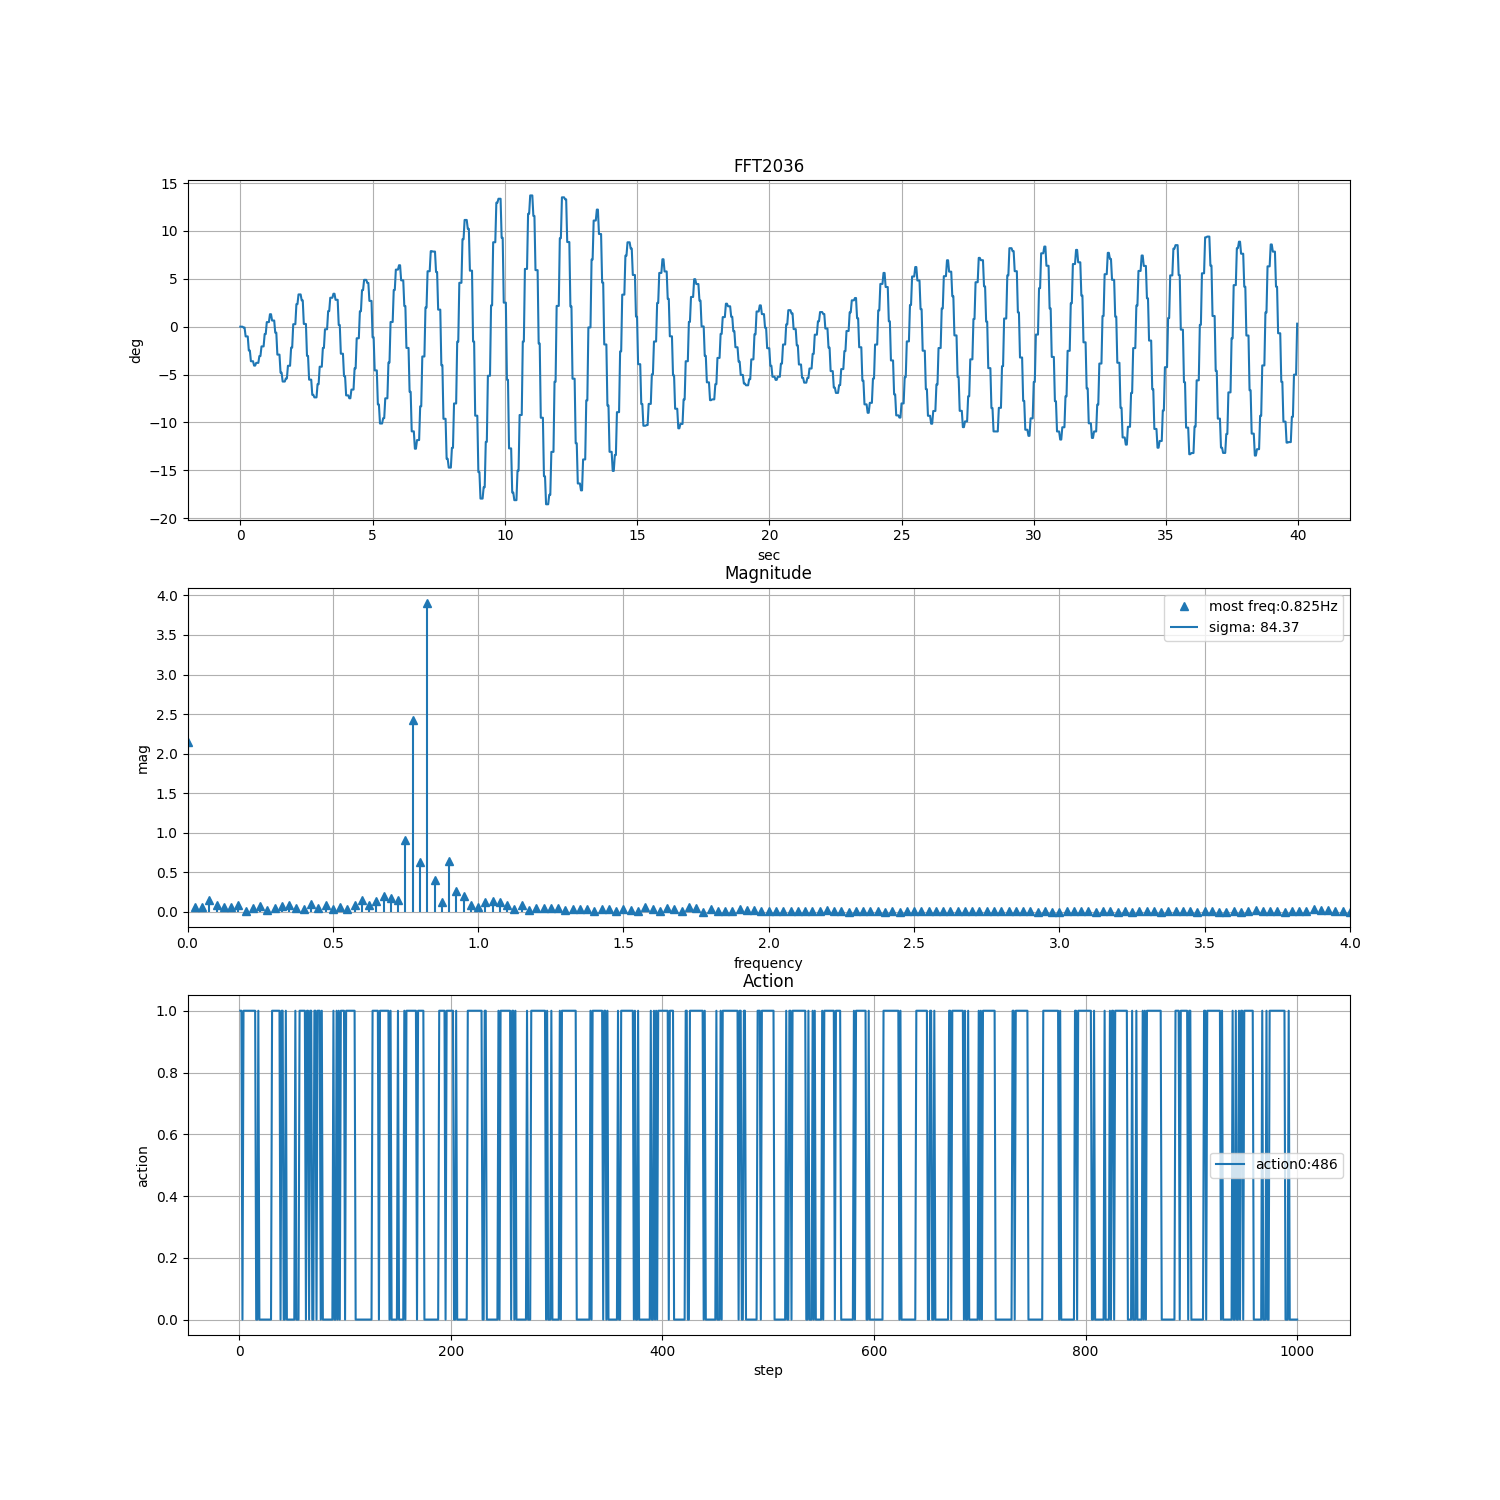 FFT2036
15
10
5
0
−5
−10
−15
−20
deg
0 5 10 15 20 25 30 35 40
sec
Magnitude
4.0
3.5
3.0
2.5
2.0
1.5
1.0
0.5
0.0
mag
most freq:0.825Hz
sigma: 84.37
0.0 0.5 1.0 1.5 2.0 2.5 3.0 3.5 4.0
frequency
Action
1.0
0.8
0.6
0.4
0.2
0.0
action
action0:486
0 200 400 600 800 1000
step